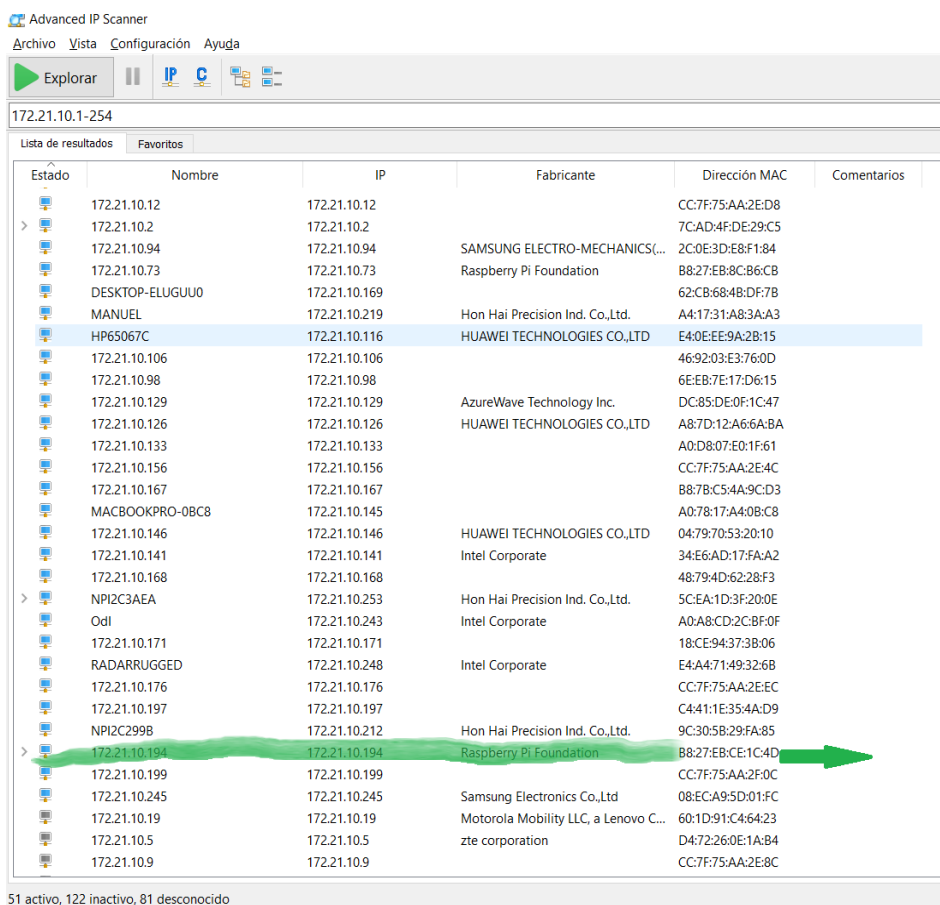 Advanced IP Scanner
Archivo Vista Configuración Ayuda
Explorar IP C
172.21.10.1-254
Lista de resultados Favoritos
Estado Nombre IP Fabricante Dirección MAC Comentarios
172.21.10.12 172.21.10.12 CC:7F:75:AA:2E:D8
172.21.10.2 172.21.10.2 7C:AD:4F:DE:29:C5
172.21.10.94 172.21.10.94 SAMSUNG ELECTRO-MECHANICS(... 2C:0E:3D:E8:F1:84
172.21.10.73 172.21.10.73 Raspberry Pi Foundation B8:27:EB:8C:B6:CB
DESKTOP-ELUGUU0 172.21.10.169 62:CB:68:4B:DF:7B
MANUEL 172.21.10.219 Hon Hai Precision Ind. Co.,Ltd. A4:17:31:A8:3A:A3
HP65067C 172.21.10.116 HUAWEI TECHNOLOGIES CO.,LTD E4:0E:EE:9A:2B:15
172.21.10.106 172.21.10.106 46:92:03:E3:76:0D
172.21.10.98 172.21.10.98 6E:EB:7E:17:D6:15
172.21.10.129 172.21.10.129 AzureWave Technology Inc. DC:85:DE:0F:1C:47
172.21.10.126 172.21.10.126 HUAWEI TECHNOLOGIES CO.,LTD A8:7D:12:A6:6A:BA
172.21.10.133 172.21.10.133 A0:D8:07:E0:1F:61
172.21.10.156 172.21.10.156 CC:7F:75:AA:2E:4C
172.21.10.167 172.21.10.167 B8:7B:C5:4A:9C:D3
MACBOOKPRO-0BC8 172.21.10.145 A0:78:17:A4:0B:C8
172.21.10.146 172.21.10.146 HUAWEI TECHNOLOGIES CO.,LTD 04:79:70:53:20:10
172.21.10.141 172.21.10.141 Intel Corporate 34:E6:AD:17:FA:A2
172.21.10.168 172.21.10.168 48:79:4D:62:28:F3
NPI2C3AEA 172.21.10.253 Hon Hai Precision Ind. Co.,Ltd. 5C:EA:1D:3F:20:0E
OdI 172.21.10.243 Intel Corporate A0:A8:CD:2C:BF:0F
172.21.10.171 172.21.10.171 18:CE:94:37:3B:06
RADARRUGGED 172.21.10.248 Intel Corporate E4:A4:71:49:32:6B
172.21.10.176 172.21.10.176 CC:7F:75:AA:2E:EC
172.21.10.197 172.21.10.197 C4:41:1E:35:4A:D9
NPI2C299B 172.21.10.212 Hon Hai Precision Ind. Co.,Ltd. 9C:30:5B:29:FA:85
172.21.10.194 172.21.10.194 Raspberry Pi Foundation B8:27:EB:CE:1C:4D
172.21.10.199 172.21.10.199 CC:7F:75:AA:2F:0C
172.21.10.245 172.21.10.245 Samsung Electronics Co.,Ltd 08:EC:A9:5D:01:FC
172.21.10.19 172.21.10.19 Motorola Mobility LLC, a Lenovo C... 60:1D:91:C4:64:23
172.21.10.5 172.21.10.5 zte corporation D4:72:26:0E:1A:B4
172.21.10.9 172.21.10.9 CC:7F:75:AA:2E:8C
51 activo, 122 inactivo, 81 desconocido